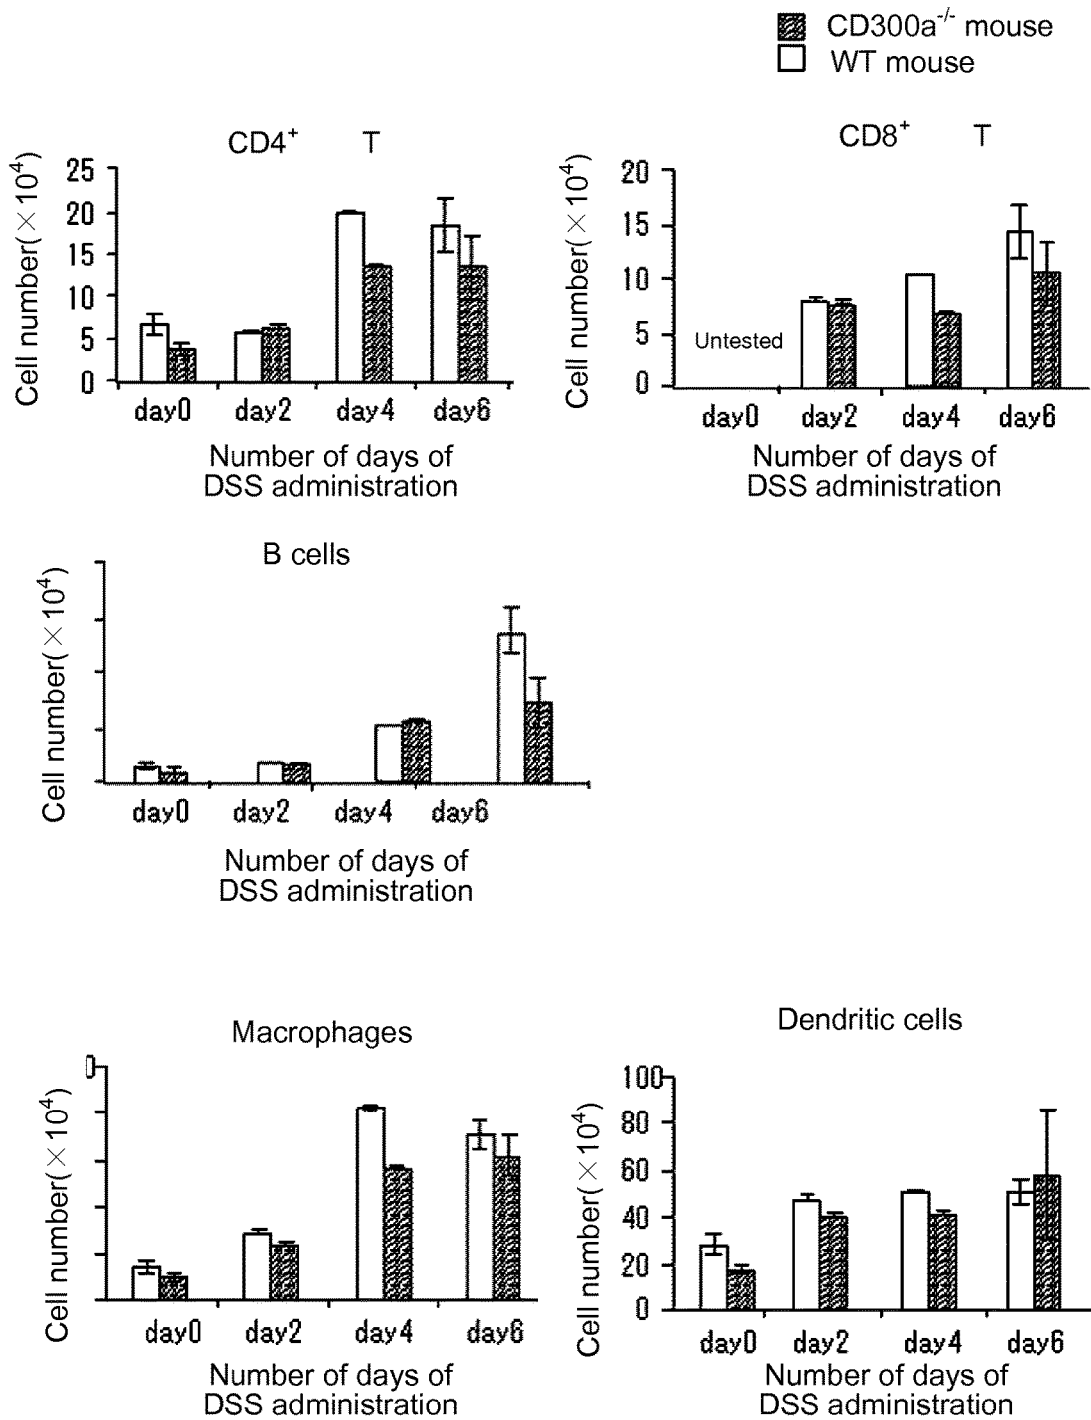 CD300a-/- mouse
WT mouse
CD4+ T
Cell number(×104)
25
20
15
10
5
0
day0 day2 day4 day6
Number of days of
DSS administration
CD8+ T
Cell number(×104)
20
15
10
5
0
Untested
day0 day2 day4 day6
Number of days of
DSS administration
B cells
Cell number(×104)
day0 day2 day4 day6
Number of days of
DSS administration
Macrophages
Cell number(×104)
day0 day2 day4 day6
Number of days of
DSS administration
Dendritic cells
Cell number(×104)
100
80
60
40
20
0
day0 day2 day4 day6
Number of days of
DSS administration